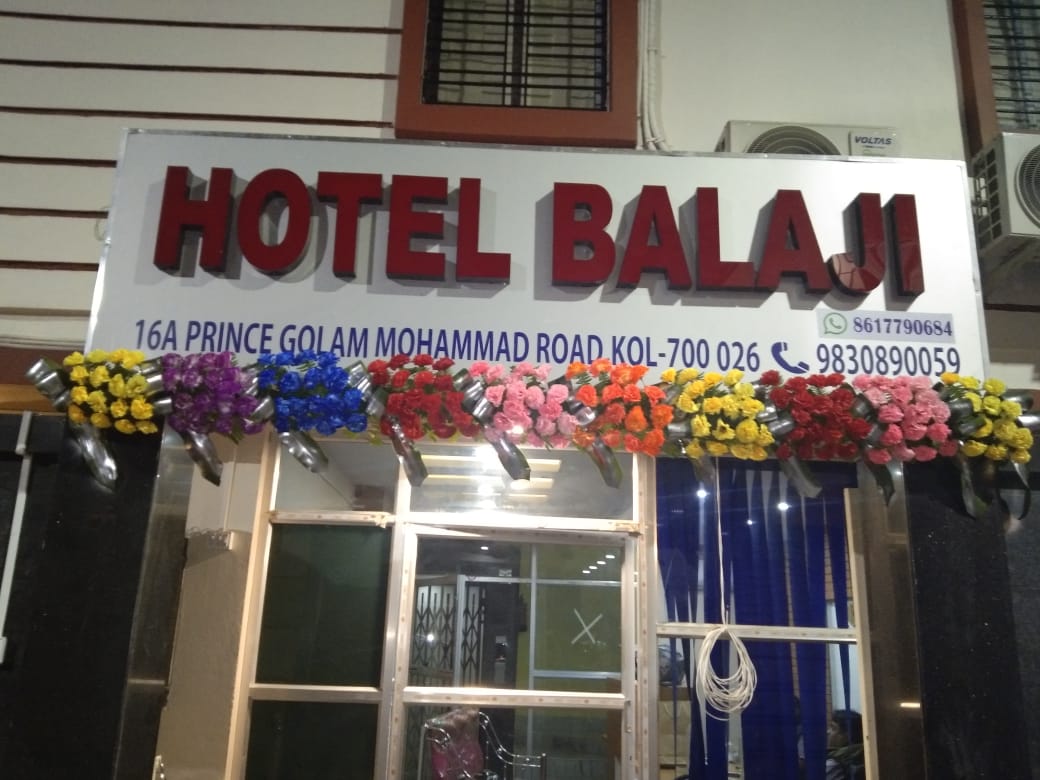 VOLTAS
HOTEL BALAJI
8617790684
16A PRINCE GOLAM MOHAMMAD ROAD KOL-700 026 9830890059